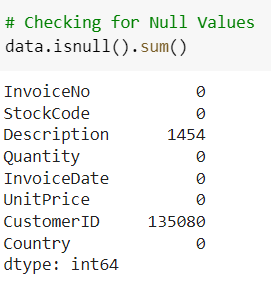 # Checking for Null Values
data.isnull().sum()
InvoiceNo 0
StockCode 0
Description 1454
Quantity 0
InvoiceDate 0
UnitPrice 0
CustomerID 135080
Country 0
dtype: int64